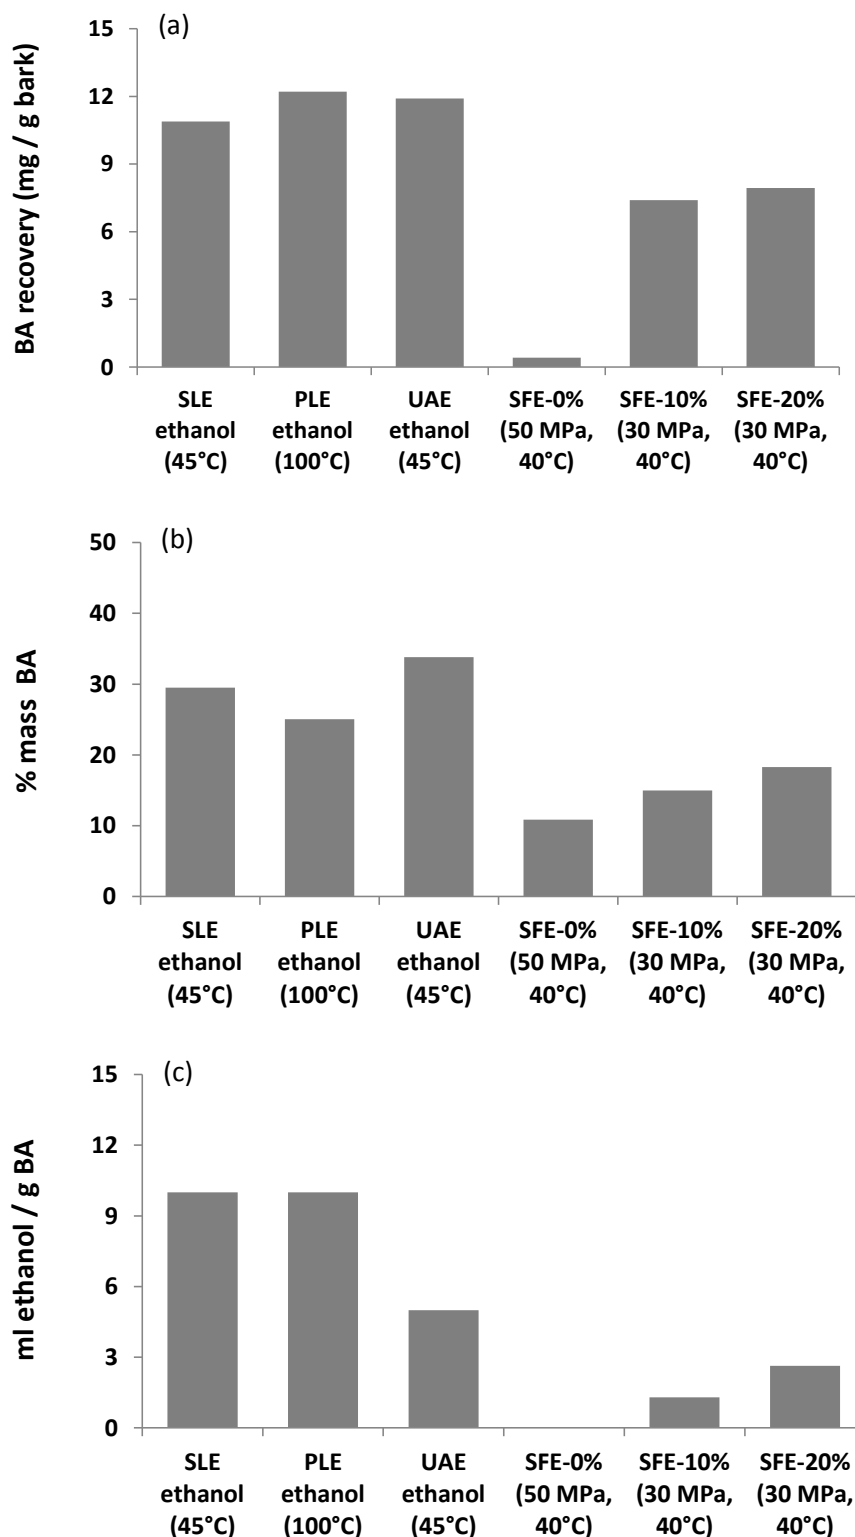 (a)
BA recovery (mg / g bark)
15
12
9
6
3
0
SLE PLE UAE SFE-0% SFE-10% SFE-20%
ethanol ethanol ethanol (50 MPa, (30 MPa, (30 MPa,
(45°C) (100°C) (45°C) 40°C) 40°C) 40°C)
(b)
% mass BA
50
40
30
20
10
0
SLE PLE UAE SFE-0% SFE-10% SFE-20%
ethanol ethanol ethanol (50 MPa, (30 MPa, (30 MPa,
(45°C) (100°C) (45°C) 40°C) 40°C) 40°C)
(c)
ml ethanol / g BA
15
12
9
6
3
0
SLE PLE UAE SFE-0% SFE-10% SFE-20%
ethanol ethanol ethanol (50 MPa, (30 MPa, (30 MPa,
(45°C) (100°C) (45°C) 40°C) 40°C) 40°C)